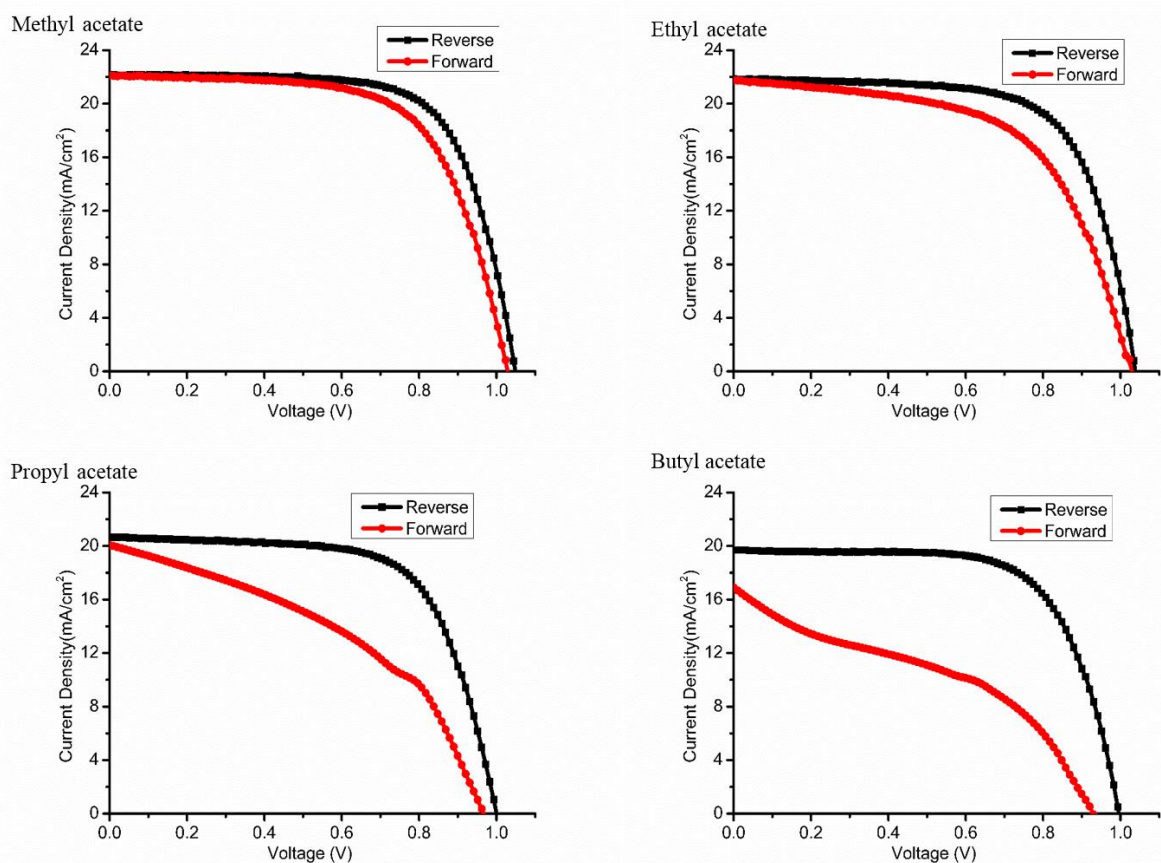 Methyl acetate
24
20
16
12
8
4
0
Current Density(mA/cm²)
Reverse
Forward
0.0 0.2 0.4 0.6 0.8 1.0
Voltage (V)
Ethyl acetate
24
20
16
12
8
4
0
Current Density(mA/cm²)
Reverse
Forward
0.0 0.2 0.4 0.6 0.8 1.0
Voltage (V)
Propyl acetate
24
20
16
12
8
4
0
Current Density(mA/cm²)
Reverse
Forward
0.0 0.2 0.4 0.6 0.8 1.0
Voltage (V)
Butyl acetate
24
20
16
12
8
4
0
Current Density(mA/cm²)
Reverse
Forward
0.0 0.2 0.4 0.6 0.8 1.0
Voltage (V)